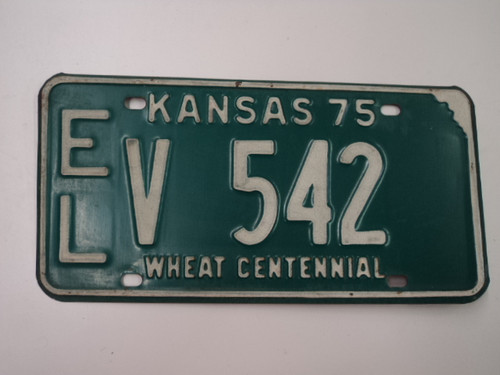 KANSAS 75
EL V 542
WHEAT CENTENNIAL